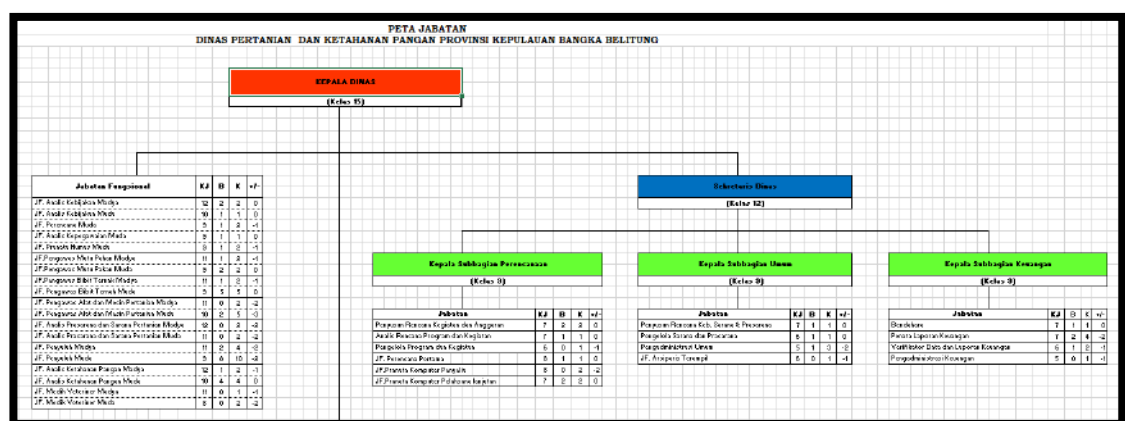 PETA JABATAN
DINAS PERTANIAN DAN KETAHANAN PANGAN PROVINSI KEPULAUAN BANGKA BELITUNG
KEPALA DINAS
(Kelas 15)
Jabatan Fungsional KJ B K +/-
JF. Analis Kebijakan Madya 12 2 2 0
JF. Analis Kebijakan Muda 10 1 1 0
JF. Perencana Muda 9 1 2 -1
JF. Analis Kepegawaian Muda 9 1 1 0
JF. Pranata Humas Muda 9 1 2 -1
JF.Pengawas Mutu Pakan Madya 11 1 2 -1
JF.Pengawas Mutu Pakan Muda 9 2 2 0
JF.Pengawas Bibit Ternak Madya 11 1 2 -1
JF. Pengawas Bibit Ternak Muda 9 5 5 0
JF. Pengawas Alat dan Mesin Pertanian Madya 11 0 2 -2
JF. Pengawas Alat dan Mesin Pertanian Muda 10 2 5 -3
JF. Analis Prasarana dan Sarana Pertanian Madya 12 0 2 -2
JF. Analis Prasarana dan Sarana Pertanian Muda 11 0 2 -2
JF. Penyuluh Madya 11 2 4 -2
JF. Penyuluh Muda 9 8 10 -2
JF. Analis Ketahanan Pangan Madya 12 1 2 -1
JF. Analis Ketahanan Pangan Muda 10 4 4 0
JF. Medik Veteriner Madya 11 0 1 -1
JF. Medik Veteriner Muda 0 2 -2
Sekretaris Dinas
(Kelas 12)
Kepala Subbagian Perencanaan
(Kelas 9)
Jabatan KJ B K +/-
Penyusun Rencana Kegiatan dan Anggaran 7 2 2 0
Analis Rencana Program dan Kegiatan 7 1 1 0
Pengelola Program dan Kegiatan 6 0 1 -1
JF. Perencana Pertama 8 1 1 0
JF.Pranata Komputer Penyelia 8 0 2 -2
JF.Pranata Komputer Pelaksana lanjutan 7 2 2 0
Kepala Subbagian Umum
(Kelas 9)
Jabatan KJ B K +/-
Penyusun Rencana Keb. Sarana & Prasarana 7 1 1 0
Pengelola Sarana dan Prasarana 6 1 1 0
Pengadministrasi Umum 5 1 3 -2
JF. Arsiparis Terampil 6 0 1 -1
Kepala Subbagian Keuangan
(Kelas 9)
Jabatan KJ B K +/-
Bendahara 7 1 1 0
Penata Laporan Keuangan 7 2 4 -2
Verifikator Data dan Laporan Keuangan 6 1 2 -1
Pengadministrasi Keuangan 5 0 1 -1